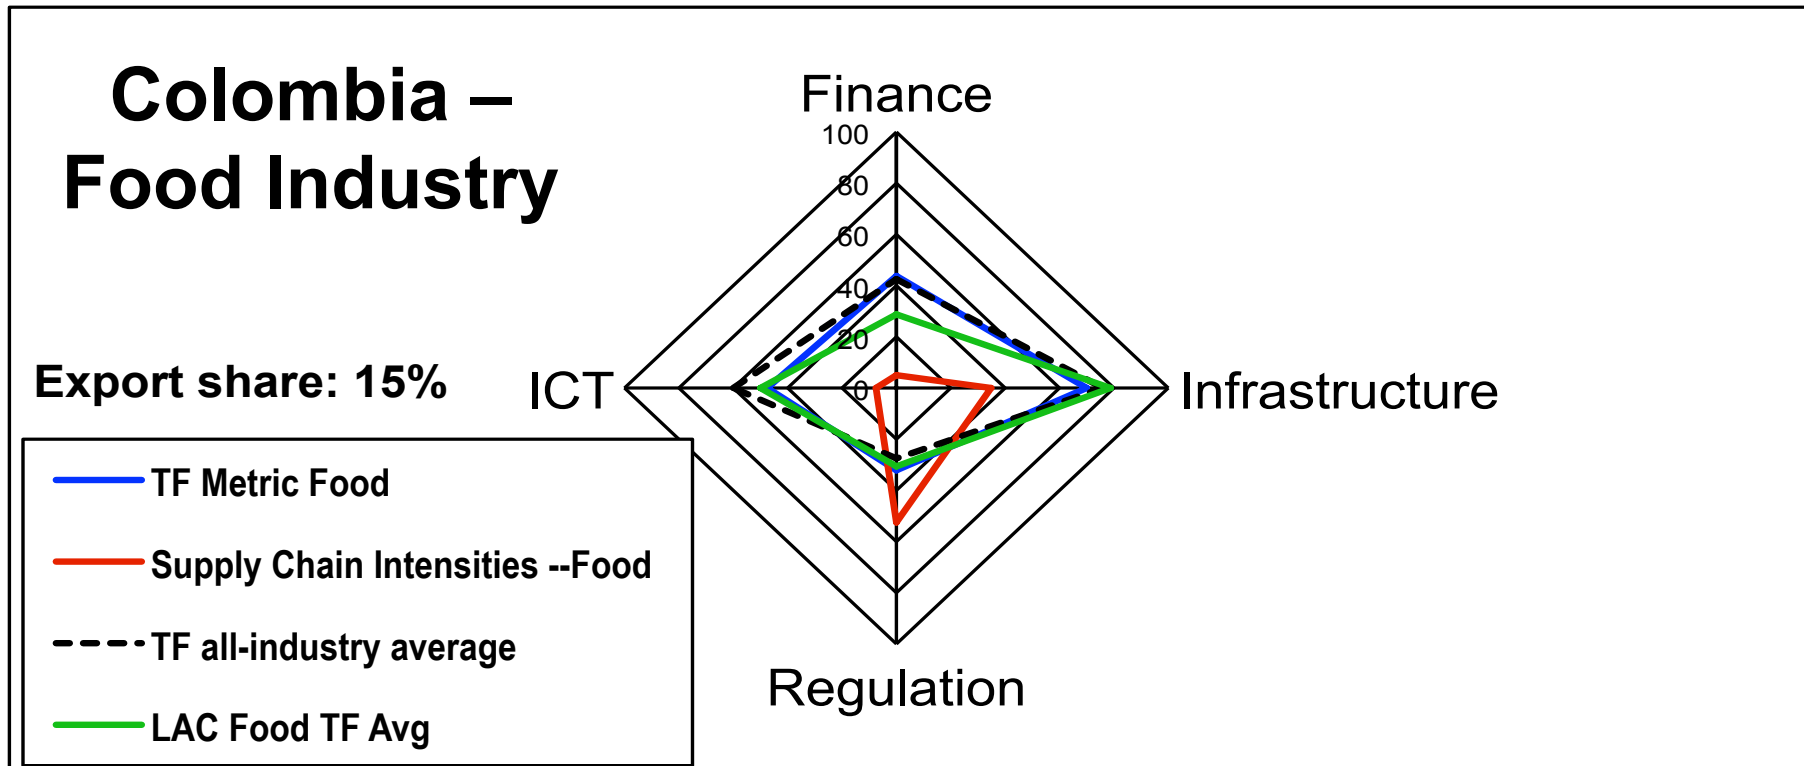 Colombia –
Food Industry
Finance
100
80
60
40
20
0
Export share: 15%
ICT
Infrastructure
Regulation
TF Metric Food
Supply Chain Intensities --Food
TF all-industry average
LAC Food TF Avg